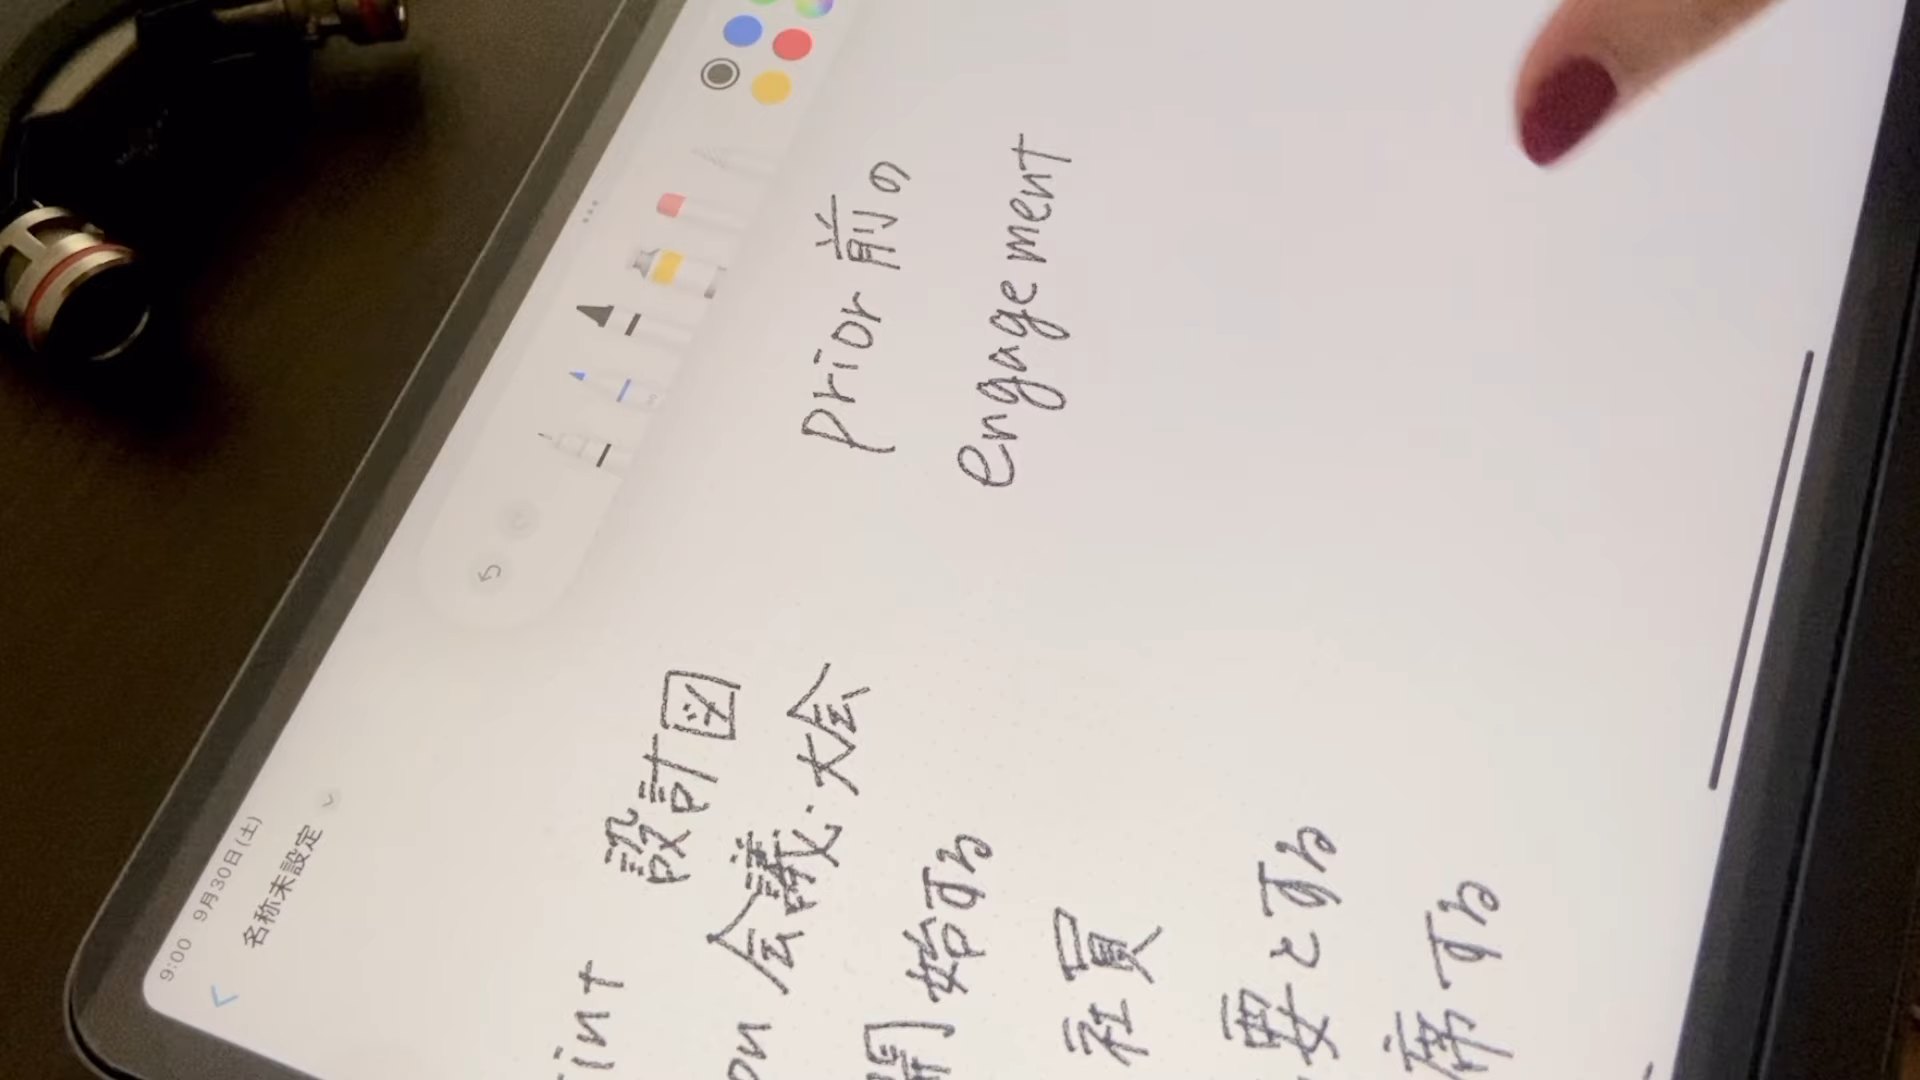 9:00 9月30日(土)
名称未設定
int 設計図
on 会議・大会
開始する
社員
要とする
席する
prior 前の
engagement